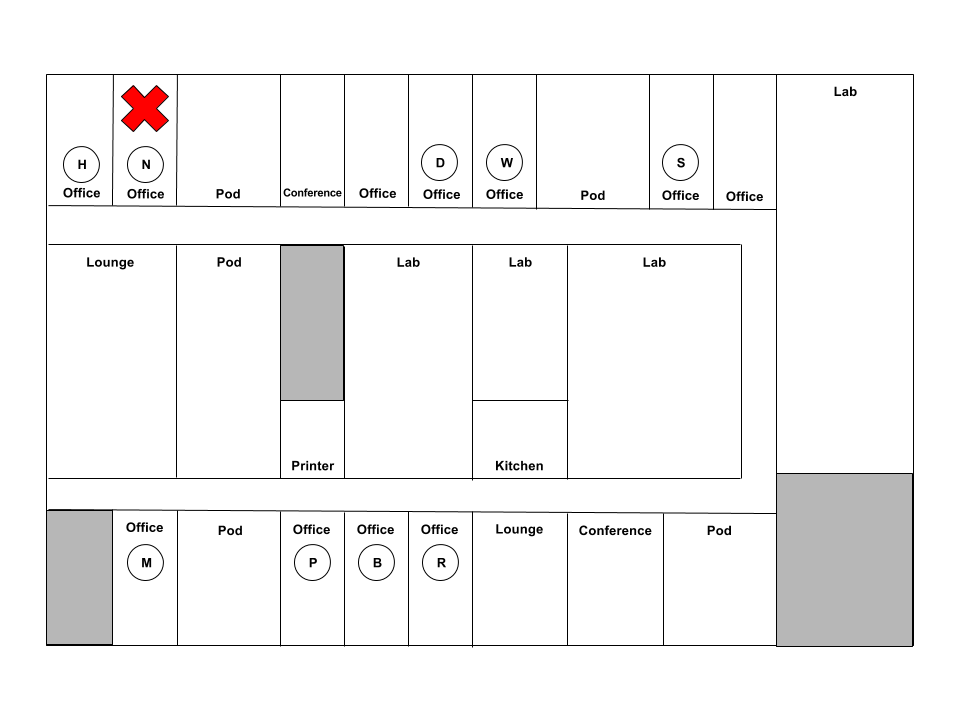 Lab
H
N
D
W
S
Office
Office
Pod
Conference
Office
Office
Office
Pod
Office
Office
Lounge
Pod
Lab
Lab
Lab
Printer
Kitchen
Office
Pod
Office
Office
Office
Lounge
Conference
Pod
M
P
B
R